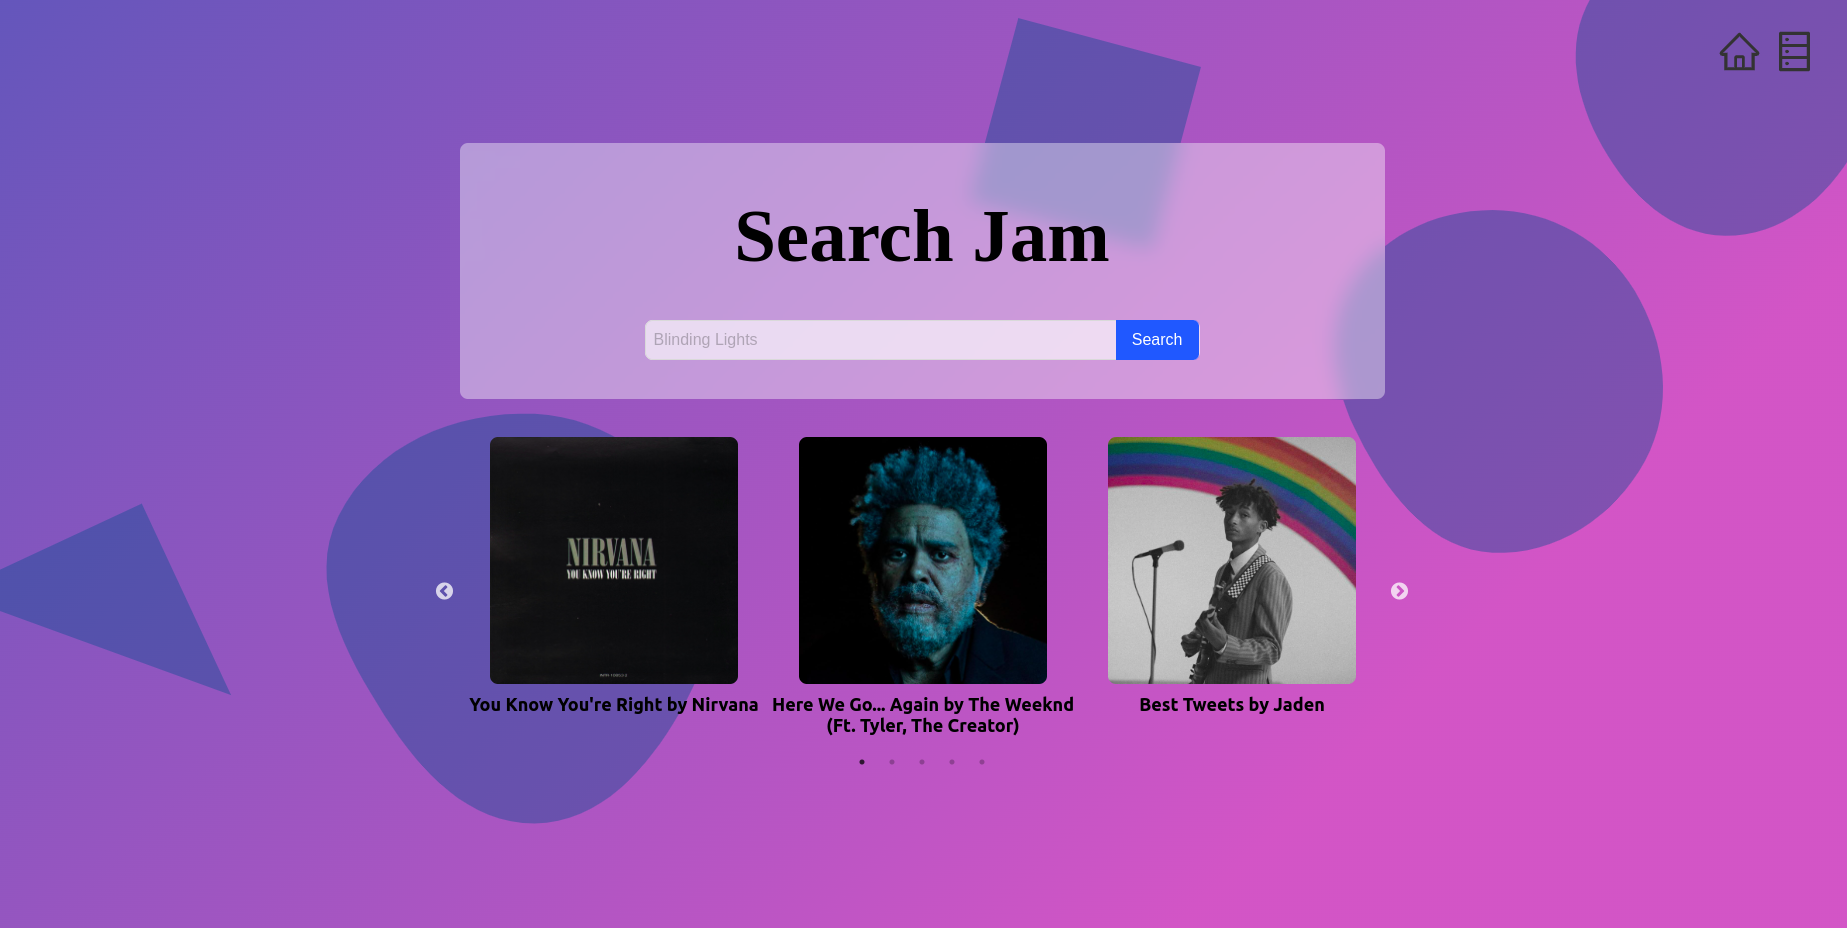 Search Jam
Blinding Lights
Search
NIRVANA
YOU KNOW YOU'RE RIGHT
You Know You're Right by Nirvana
Here We Go... Again by The Weeknd
(Ft. Tyler, The Creator)
Best Tweets by Jaden